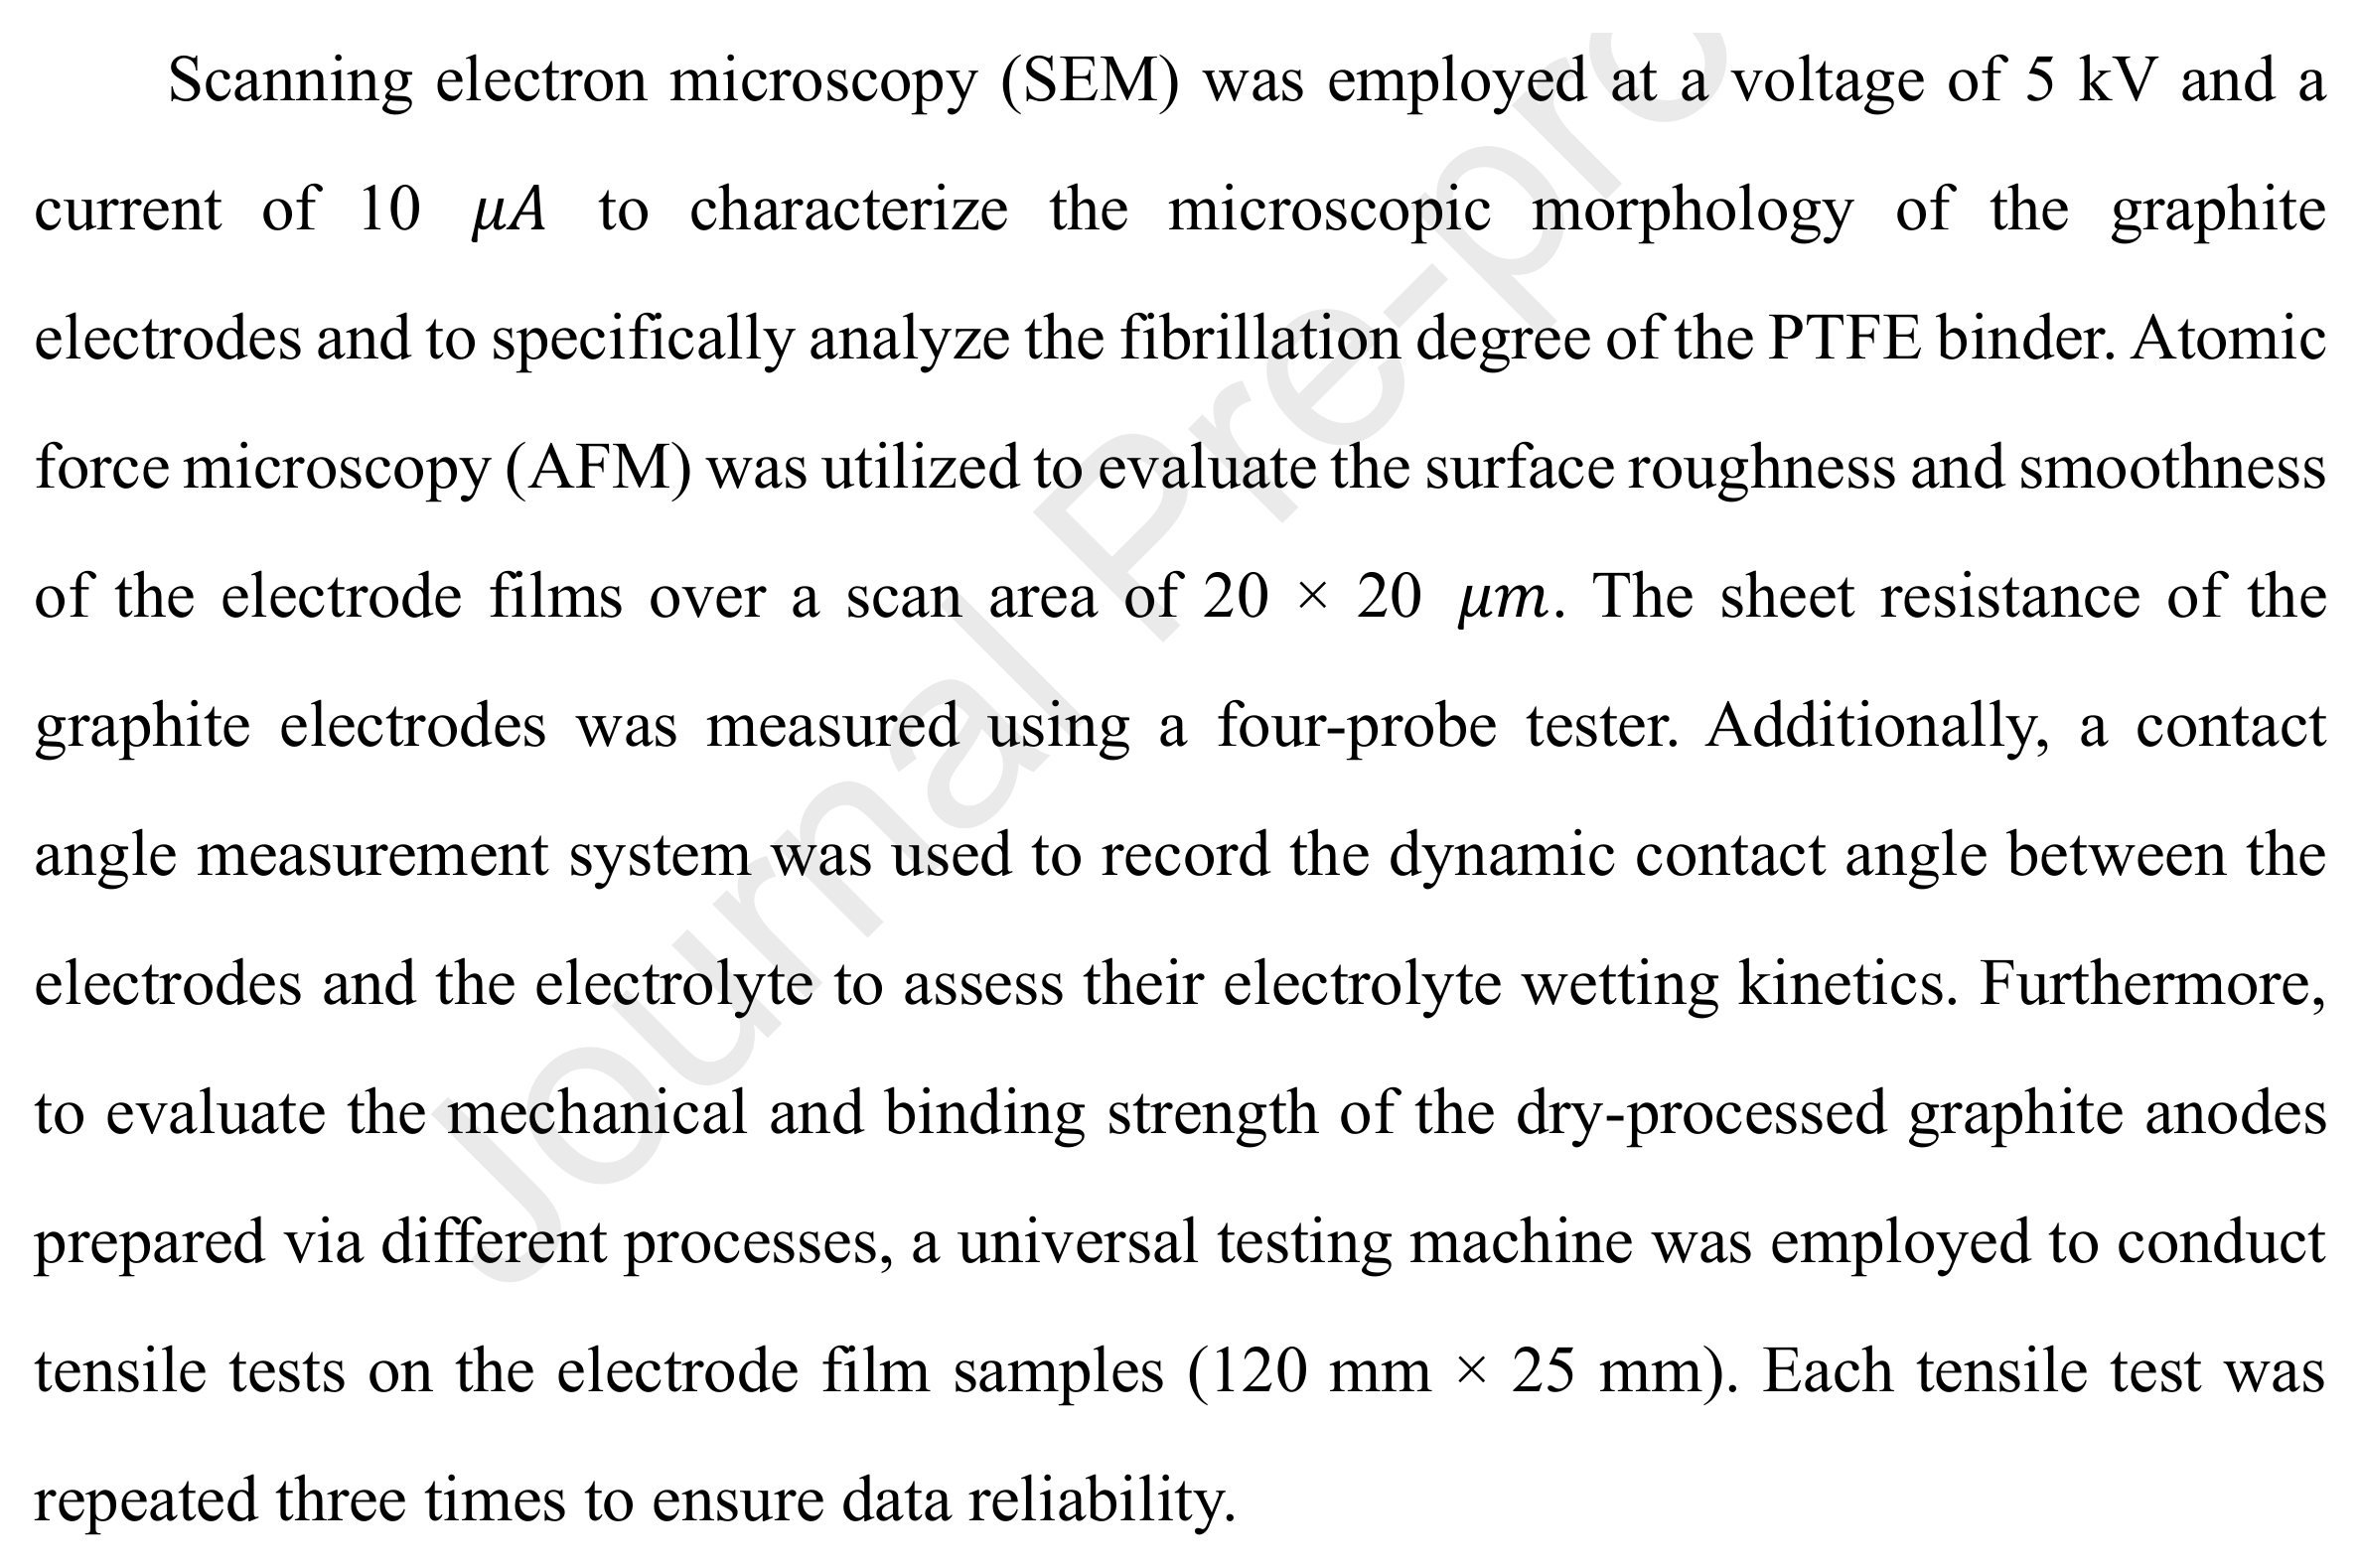 Scanning electron microscopy (SEM) was employed at a voltage of 5 kV and a
current of 10 μA to characterize the microscopic morphology of the graphite
electrodes and to specifically analyze the fibrillation degree of the PTFE binder. Atomic
force microscopy (AFM) was utilized to evaluate the surface roughness and smoothness
of the electrode films over a scan area of 20 × 20 μm. The sheet resistance of the
graphite electrodes was measured using a four-probe tester. Additionally, a contact
angle measurement system was used to record the dynamic contact angle between the
electrodes and the electrolyte to assess their electrolyte wetting kinetics. Furthermore,
to evaluate the mechanical and binding strength of the dry-processed graphite anodes
prepared via different processes, a universal testing machine was employed to conduct
tensile tests on the electrode film samples (120 mm × 25 mm). Each tensile test was
repeated three times to ensure data reliability.
Journal Pre-pro